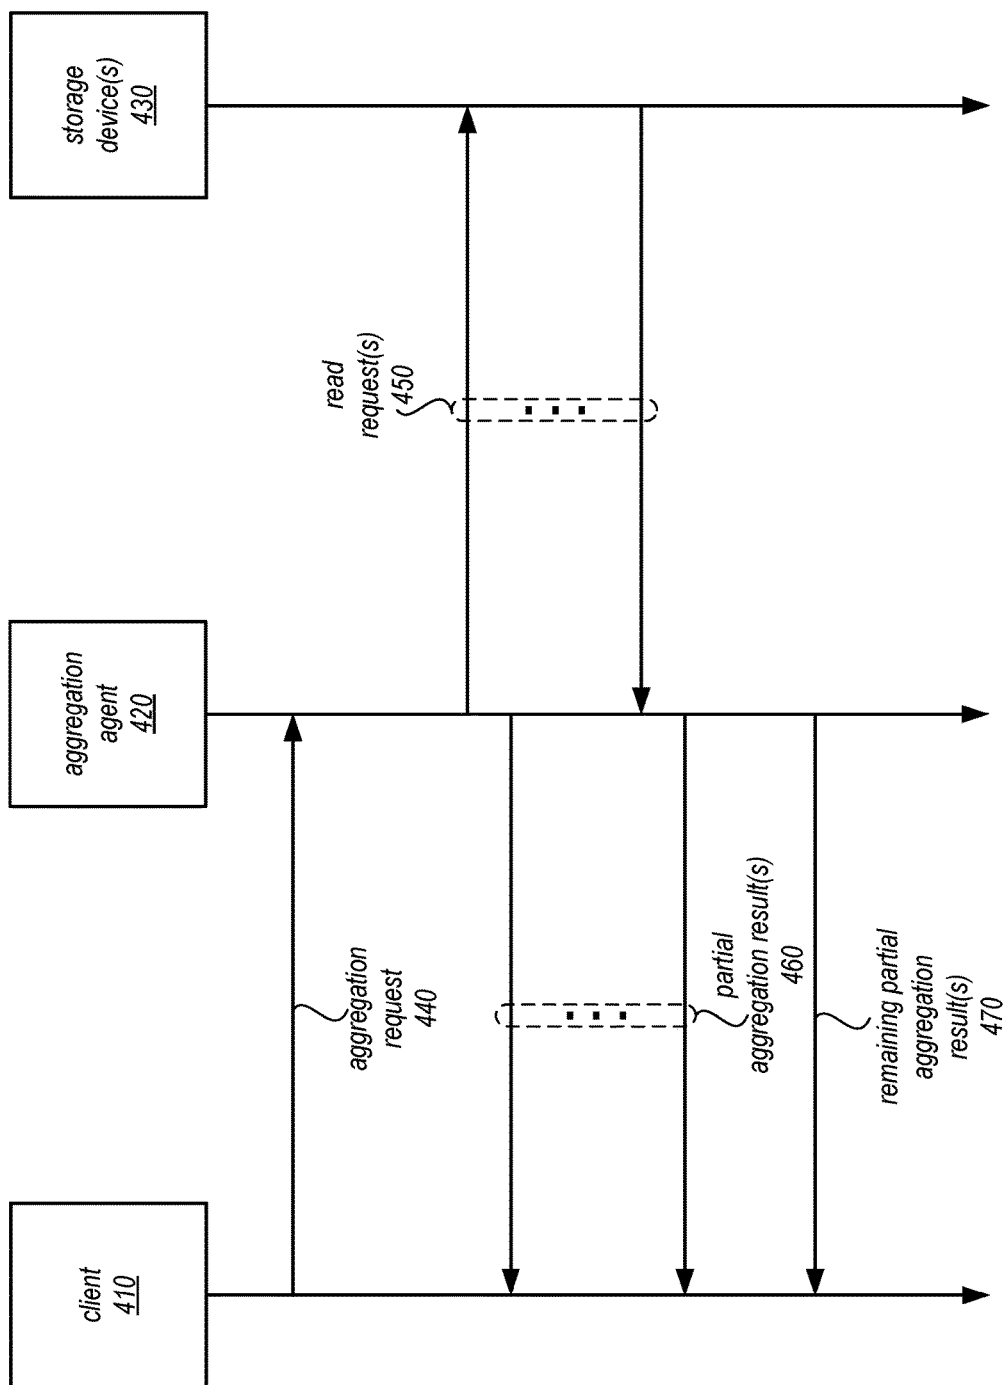 client
410
aggregation
agent
420
storage
device(s)
430
aggregation
request
440
read
request(s)
450
partial
aggregation result(s)
460
remaining partial
aggregation
result(s)
470